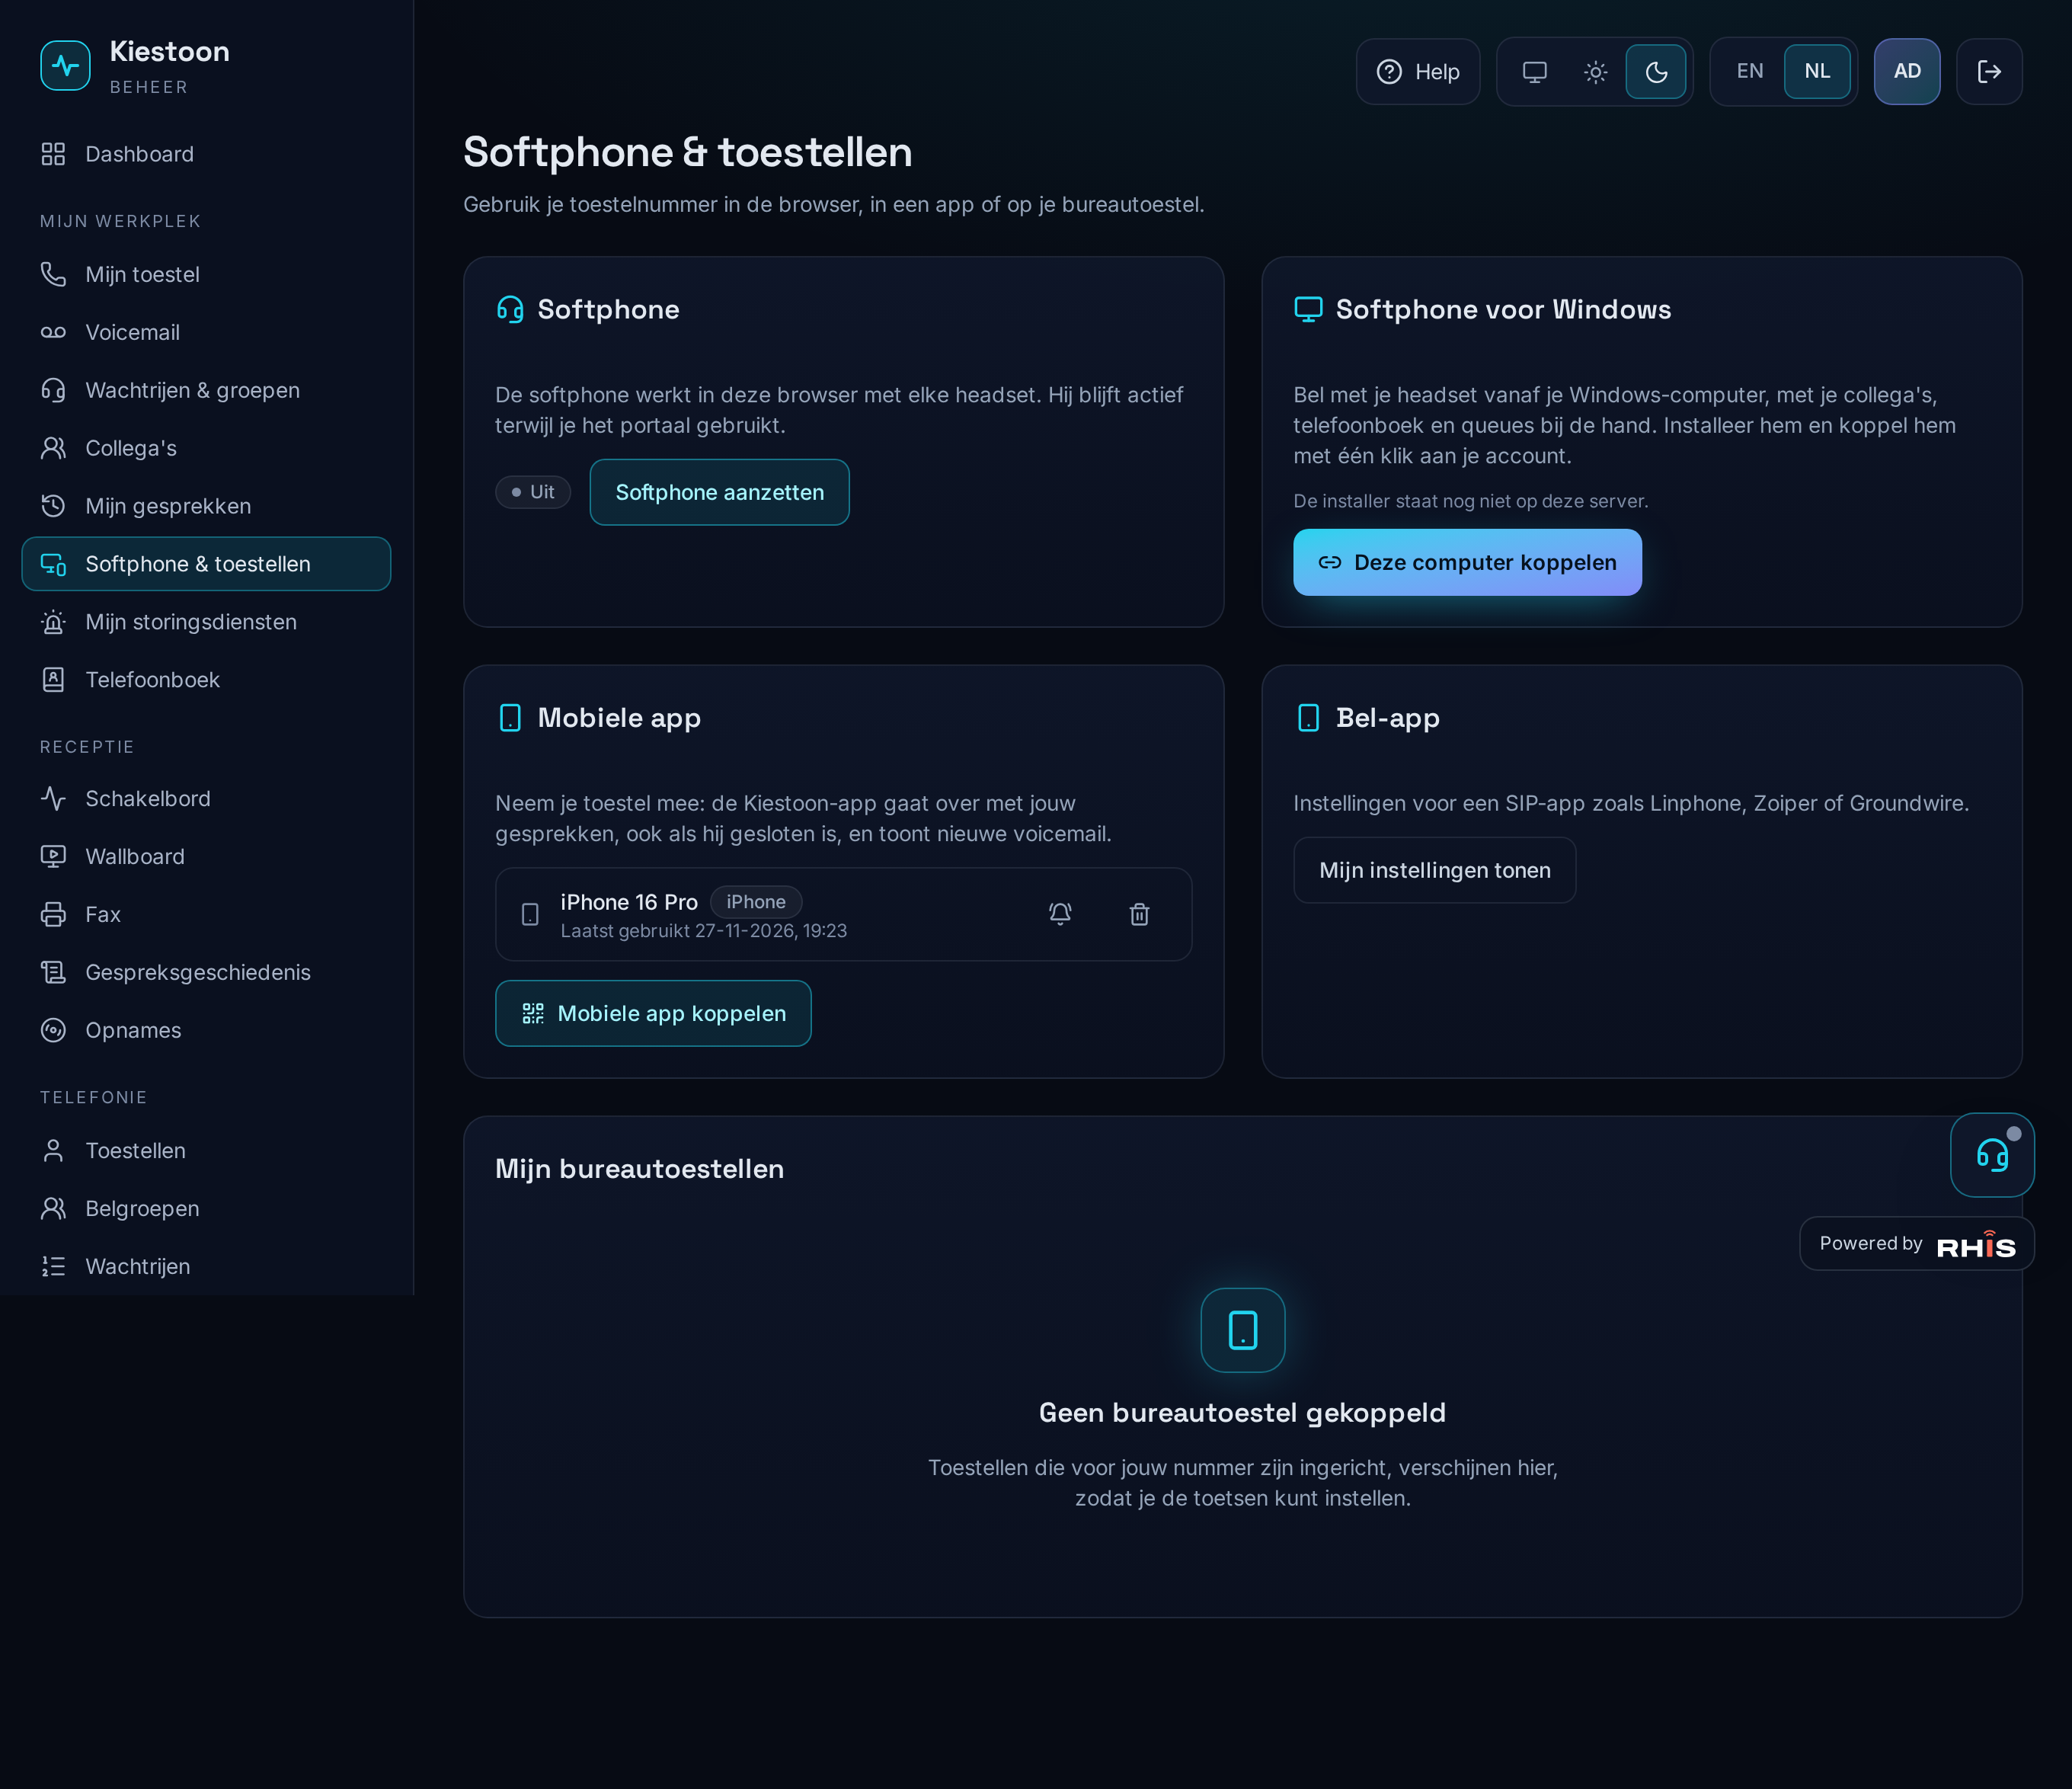 Kiestoon
BEHEER
Dashboard
MIJN WERKPLEK
Mijn toestel
Voicemail
Wachtrijen & groepen
Collega's
Mijn gesprekken
Softphone & toestellen
Mijn storingsdiensten
Telefoonboek
RECEPTIE
Schakelbord
Wallboard
Fax
Gespreksgeschiedenis
Opnames
TELEFONIE
Toestellen
Belgroepen
Wachtrijen
Help
EN
NL
AD
Softphone & toestellen
Gebruik je toestelnummer in de browser, in een app of op je bureautoestel.
Softphone
De softphone werkt in deze browser met elke headset. Hij blijft actief
terwijl je het portaal gebruikt.
Uit
Softphone aanzetten
Softphone voor Windows
Bel met je headset vanaf je Windows-computer, met je collega's,
telefoonboek en queues bij de hand. Installeer hem en koppel hem
met één klik aan je account.
De installer staat nog niet op deze server.
Deze computer koppelen
Mobiele app
Neem je toestel mee: de Kiestoon-app gaat over met jouw
gesprekken, ook als hij gesloten is, en toont nieuwe voicemail.
iPhone 16 Pro
iPhone
Laatst gebruikt 27-11-2026, 19:23
Mobiele app koppelen
Bel-app
Instellingen voor een SIP-app zoals Linphone, Zoiper of Groundwire.
Mijn instellingen tonen
Mijn bureautoestellen
Powered by RHiS
Geen bureautoestel gekoppeld
Toestellen die voor jouw nummer zijn ingericht, verschijnen hier,
zodat je de toetsen kunt instellen.